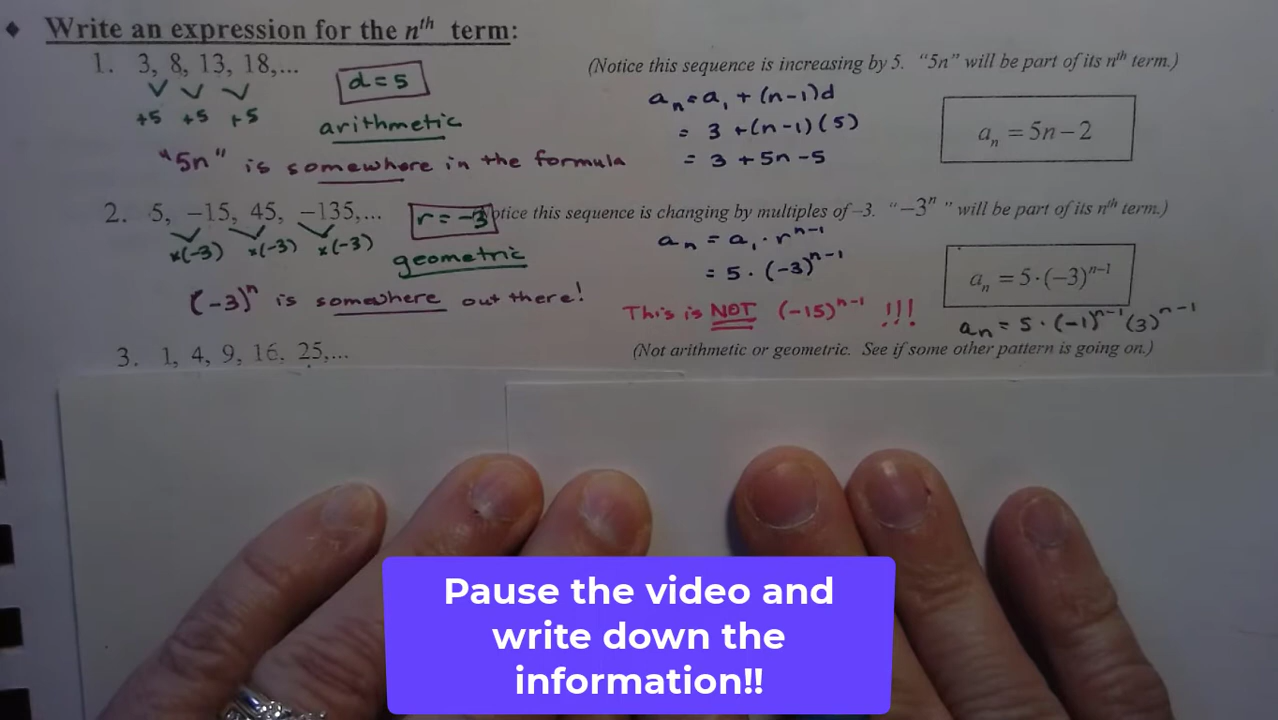 ♦ Write an expression for the nth term:
1. 3, 8, 13, 18,... d=5 (Notice this sequence is increasing by 5. "5n" will be part of its nth term.)
+5 +5 +5 arithmetic
aₙ = a₁ + (n-1)d
= 3 +(n-1)(5)
= 3 +5n -5
aₙ = 5n − 2
"5n" is somewhere in the formula
2. 5, −15, 45, −135,... r = -3 otice this sequence is changing by multiples of −3. "−3ⁿ" will be part of its nth term.)
×(-3) ×(-3) ×(-3) geometric
aₙ = a₁ · rⁿ⁻¹
= 5 · (-3)ⁿ⁻¹
aₙ = 5·(−3)ⁿ⁻¹
(-3)ⁿ is somewhere out there!
This is NOT (-15)ⁿ⁻¹ !!!
aₙ = 5 · (-1)ⁿ⁻¹ (3)ⁿ⁻¹
3. 1, 4, 9, 16, 25,... (Not arithmetic or geometric. See if some other pattern is going on.)
Pause the video and
write down the
information!!